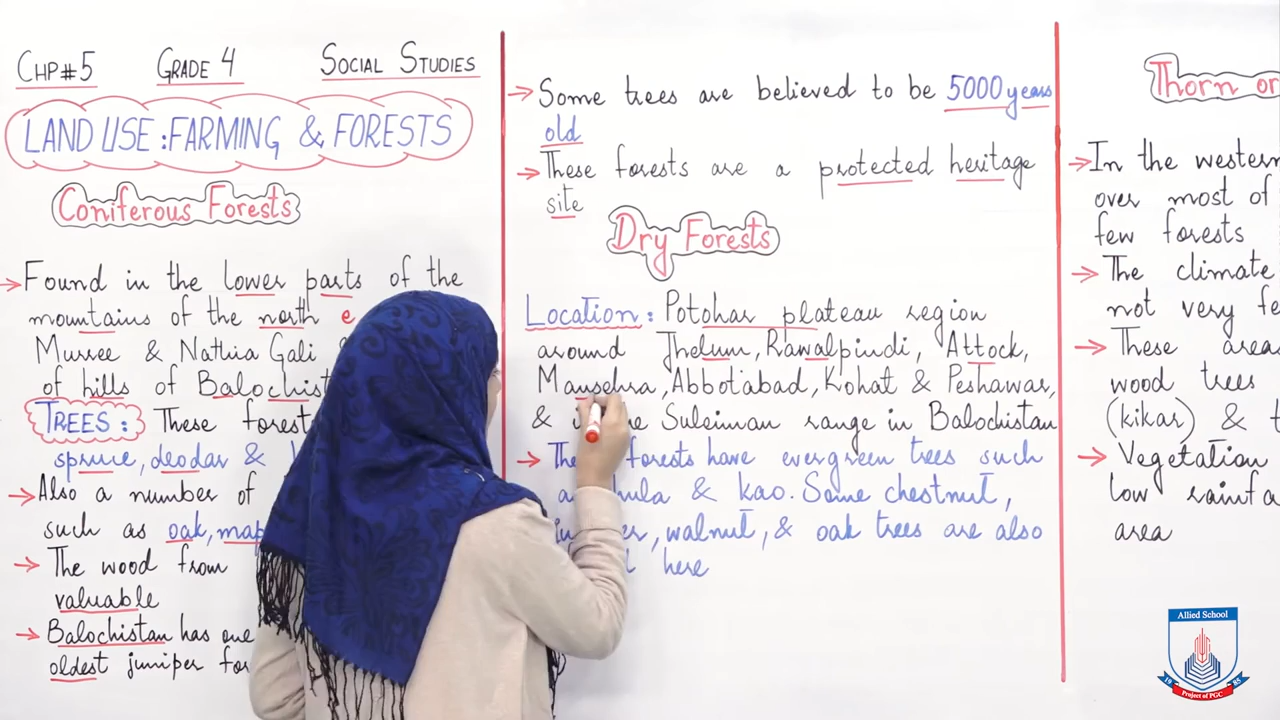 CHP#5 GRADE 4 SOCIAL STUDIES
LAND USE: FARMING & FORESTS
Coniferous Forests
→ Found in the lower parts of the
mountains of the north e
Murree & Nathia Gali
of hills of Balochist
TREES: These forest
spruce, deodar &
→ Also a number of
such as oak, map
→ The wood from
valuable
→ Balochistan has one
oldest juniper for
→ Some trees are believed to be 5000 years
old
→ These forests are a protected heritage
site
Dry Forests
Location: Potohar plateau region
around Jhelum, Rawalpindi, Attock,
Mansehra, Abbotabad, Kohat & Peshawar,
& Suleiman range in Balochistan
→ forests have evergreen trees such
& kao. Some chestnut,
walnut, & oak trees are also
here
Thorn or
→ In the western
over most of
few forests
→ The climate
not very fe
→ These area
wood trees
(kikar) & t
→ Vegetation
low rainfa
area
Allied School
19 85
Project of PGC